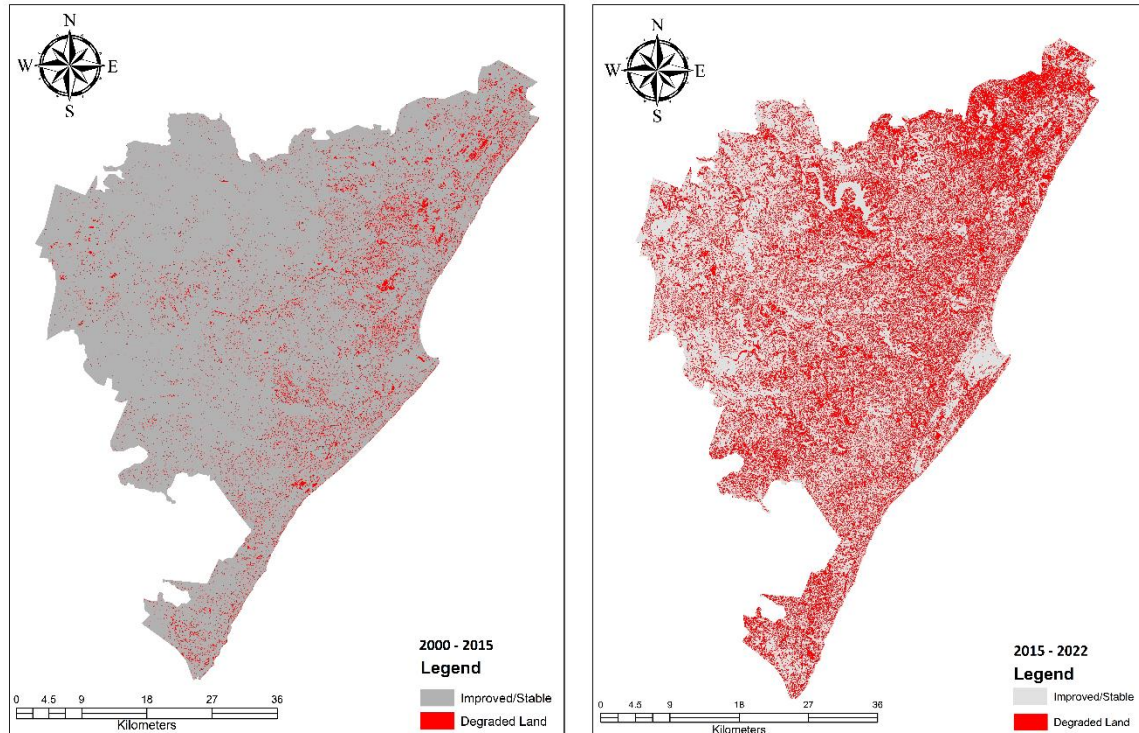 N
W E
S
2000 - 2015
Legend
Improved/Stable
Degraded Land
0 4.5 9 18 27 36
Kilometers
N
W E
S
2015 - 2022
Legend
Improved/Stable
Degraded Land
0 4.5 9 18 27 36
Kilometers